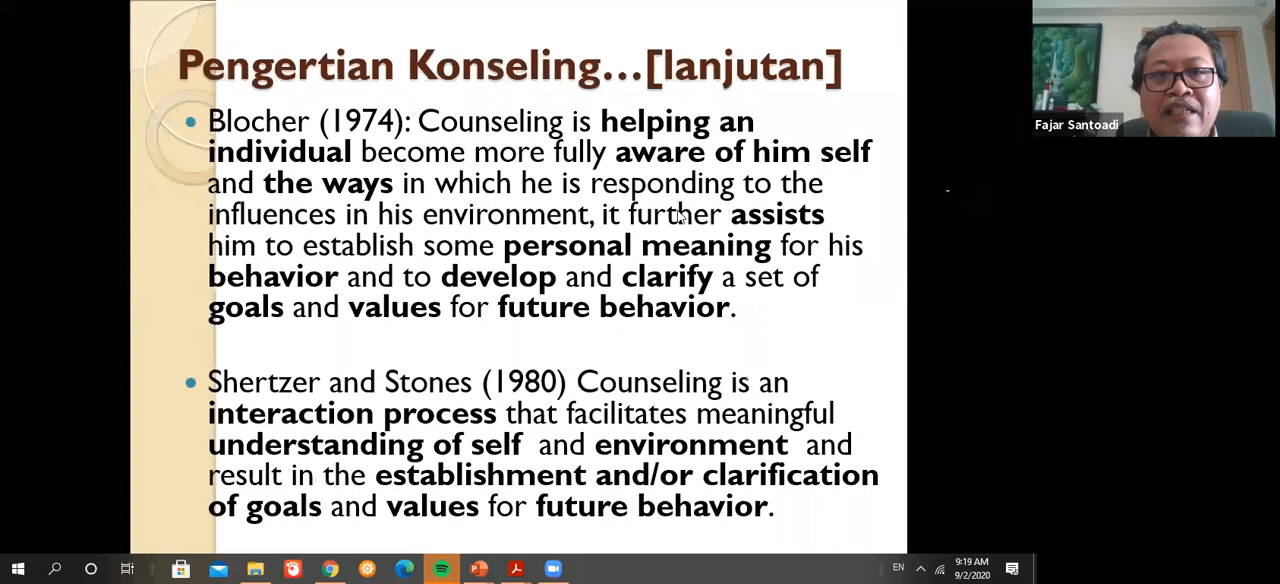 Pengertian Konseling...[lanjutan]
Blocher (1974): Counseling is helping an
individual become more fully aware of him self
and the ways in which he is responding to the
influences in his environment, it further assists
him to establish some personal meaning for his
behavior and to develop and clarify a set of
goals and values for future behavior.
Shertzer and Stones (1980) Counseling is an
interaction process that facilitates meaningful
understanding of self and environment and
result in the establishment and/or clarification
of goals and values for future behavior.
Fajar Santoadi
EN
9:19 AM
9/2/2020